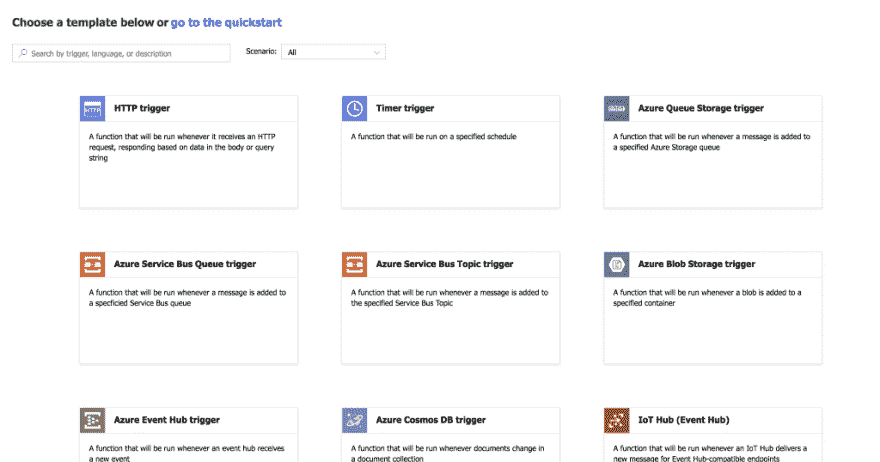 Choose a template below or go to the quickstart
Search by trigger, language, or description
Scenario: All
HTTP trigger
A function that will be run whenever it receives an HTTP
request, responding based on data in the body or query
string
Timer trigger
A function that will be run on a specified schedule
Azure Queue Storage trigger
A function that will be run whenever a message is added to
a specified Azure Storage queue
Azure Service Bus Queue trigger
A function that will be run whenever a message is added to
a speficied Service Bus queue
Azure Service Bus Topic trigger
A function that will be run whenever a message is added to
the specified Service Bus Topic
Azure Blob Storage trigger
A function that will be run whenever a blob is added to a
specified container
Azure Event Hub trigger
A function that will be run whenever an event hub receives
a new event
Azure Cosmos DB trigger
A function that will be run whenever documents change in
a document collection
IoT Hub (Event Hub)
A function that will be run whenever an IoT Hub delivers a
new message for Event Hub-compatible endpoints